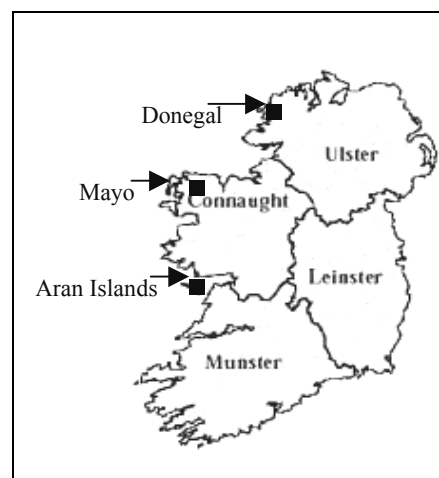 Donegal
Ulster
Mayo
Connaught
Leinster
Aran Islands
Munster